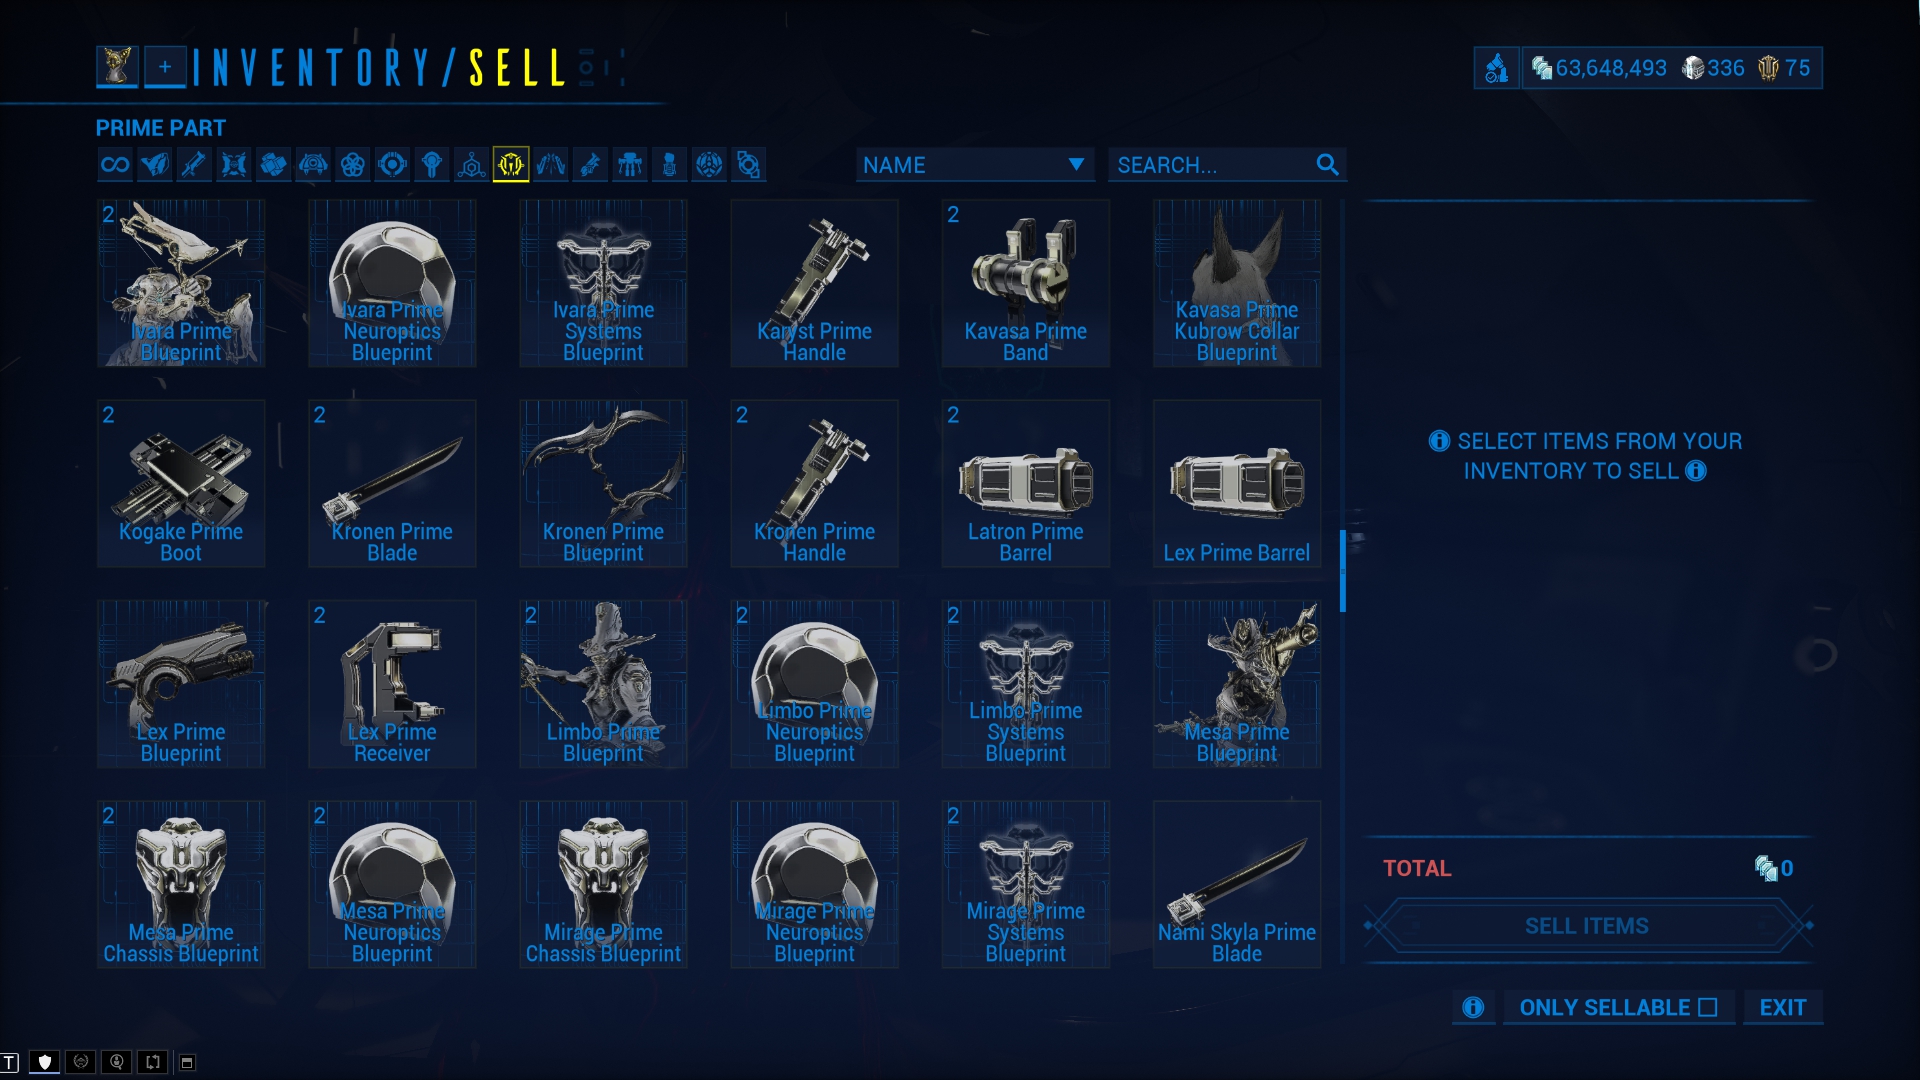 + INVENTORY/SELL
63,648,493 336 75
PRIME PART
NAME SEARCH...
2
Ivara Prime
Blueprint
Ivara Prime
Neuroptics
Blueprint
Ivara Prime
Systems
Blueprint
Karyst Prime
Handle
2
Kavasa Prime
Band
Kavasa Prime
Kubrow Collar
Blueprint
2
Kogake Prime
Boot
2
Kronen Prime
Blade
Kronen Prime
Blueprint
2
Kronen Prime
Handle
2
Latron Prime
Barrel
Lex Prime Barrel
Lex Prime
Blueprint
2
Lex Prime
Receiver
2
Limbo Prime
Blueprint
2
Limbo Prime
Neuroptics
Blueprint
2
Limbo Prime
Systems
Blueprint
Mesa Prime
Blueprint
2
Mesa Prime
Chassis Blueprint
2
Mesa Prime
Neuroptics
Blueprint
2
Mirage Prime
Chassis Blueprint
2
Mirage Prime
Neuroptics
Blueprint
2
Mirage Prime
Systems
Blueprint
Nami Skyla Prime
Blade
SELECT ITEMS FROM YOUR
INVENTORY TO SELL
TOTAL 0
SELL ITEMS
ONLY SELLABLE EXIT
T